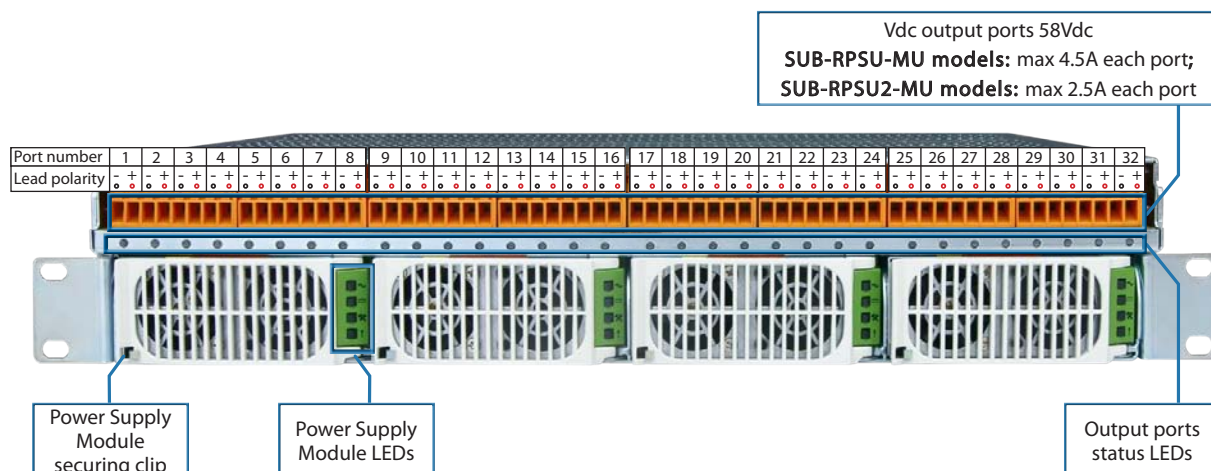 Vdc output ports 58Vdc
SUB-RPSU-MU models: max 4.5A each port;
SUB-RPSU2-MU models: max 2.5A each port
Port number 1 2 3 4 5 6 7 8 9 10 11 12 13 14 15 16 17 18 19 20 21 22 23 24 25 26 27 28 29 30 31 32
Lead polarity - + - + - + - + - + - + - + - + - + - + - + - + - + - + - + - + - + - + - + - + - + - + - + - + - + - + - + - + - + - + - + - +
Power Supply
Module
securing clip
Power Supply
Module LEDs
Output ports
status LEDs